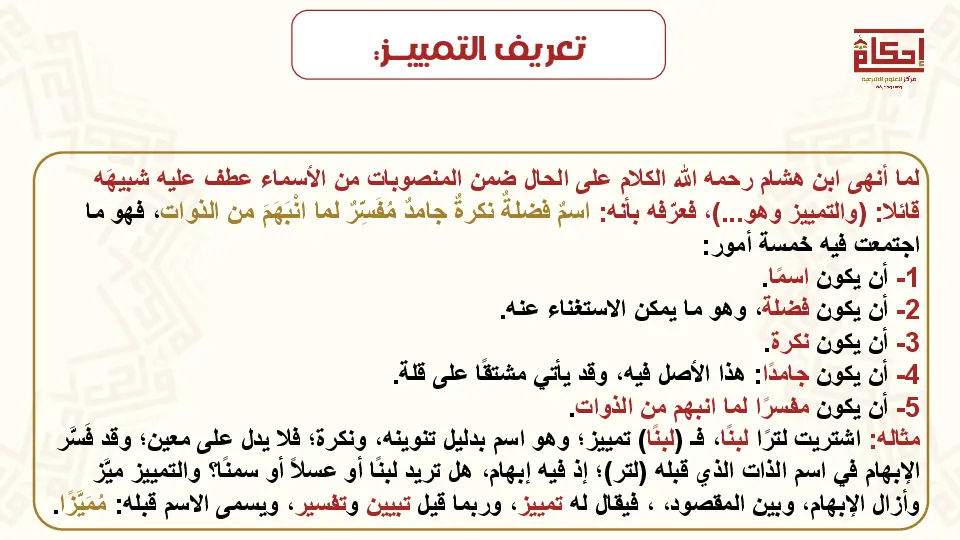 تعريف التمييـز:
إحكام
مركز للعلوم الشرعية
لما أنهى ابن هشام رحمه الله الكلام على الحال ضمن المنصوبات من الأسماء عطف عليه شبيهَه
قائلا: (والتمييز وهو...)، فعرّفه بأنه: اسمٌ فضلةٌ نكرةٌ جامدٌ مُفَسِّرٌ لما انْبَهَمَ من الذوات، فهو ما
اجتمعت فيه خمسة أمور:
1- أن يكون اسمًا.
2- أن يكون فضلة، وهو ما يمكن الاستغناء عنه.
3- أن يكون نكرة.
4- أن يكون جامدًا: هذا الأصل فيه، وقد يأتي مشتقًا على قلة.
5- أن يكون مفسرًا لما انبهم من الذوات.
مثاله: اشتريت لترًا لبنًا، فـ (لبنًا) تمييز؛ وهو اسم بدليل تنوينه، ونكرة؛ فلا يدل على معين؛ وقد فَسَّر
الإبهام في اسم الذات الذي قبله (لتر)؛ إذ فيه إبهام، هل تريد لبنًا أو عسلاً أو سمنًا؟ والتمييز ميَّز
وأزال الإبهام، وبين المقصود، ، فيقال له تمييز، وربما قيل تبيين وتفسير، ويسمى الاسم قبله: مُمَيَّزًا.